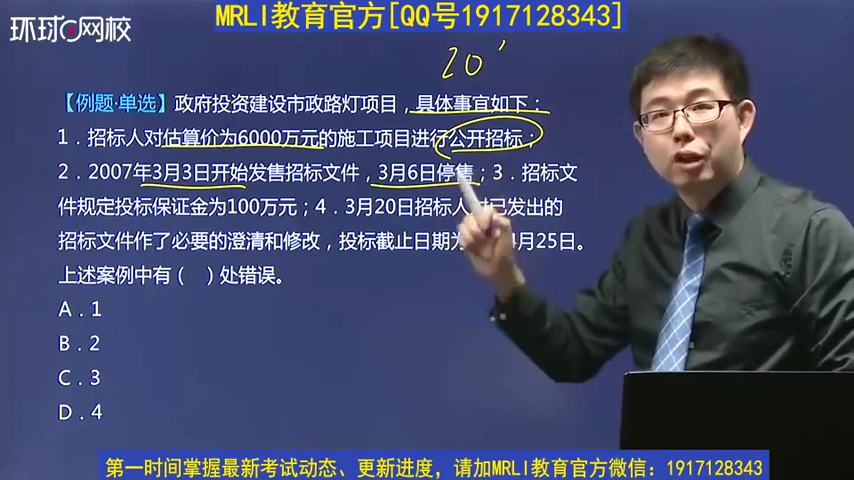 MRLI教育官方[QQ号1917128343]
环球网校
20'
【例题·单选】政府投资建设市政路灯项目，具体事宜如下：
1．招标人对估算价为6000万元的施工项目进行公开招标；
2．2007年3月3日开始发售招标文件，3月6日停售；3．招标文
件规定投标保证金为100万元；4．3月20日招标人对已发出的
招标文件作了必要的澄清和修改，投标截止日期为 4月25日。
上述案例中有（ ）处错误。
A．1
B．2
C．3
D．4
第一时间掌握最新考试动态、更新进度，请加MRLI教育官方微信：1917128343